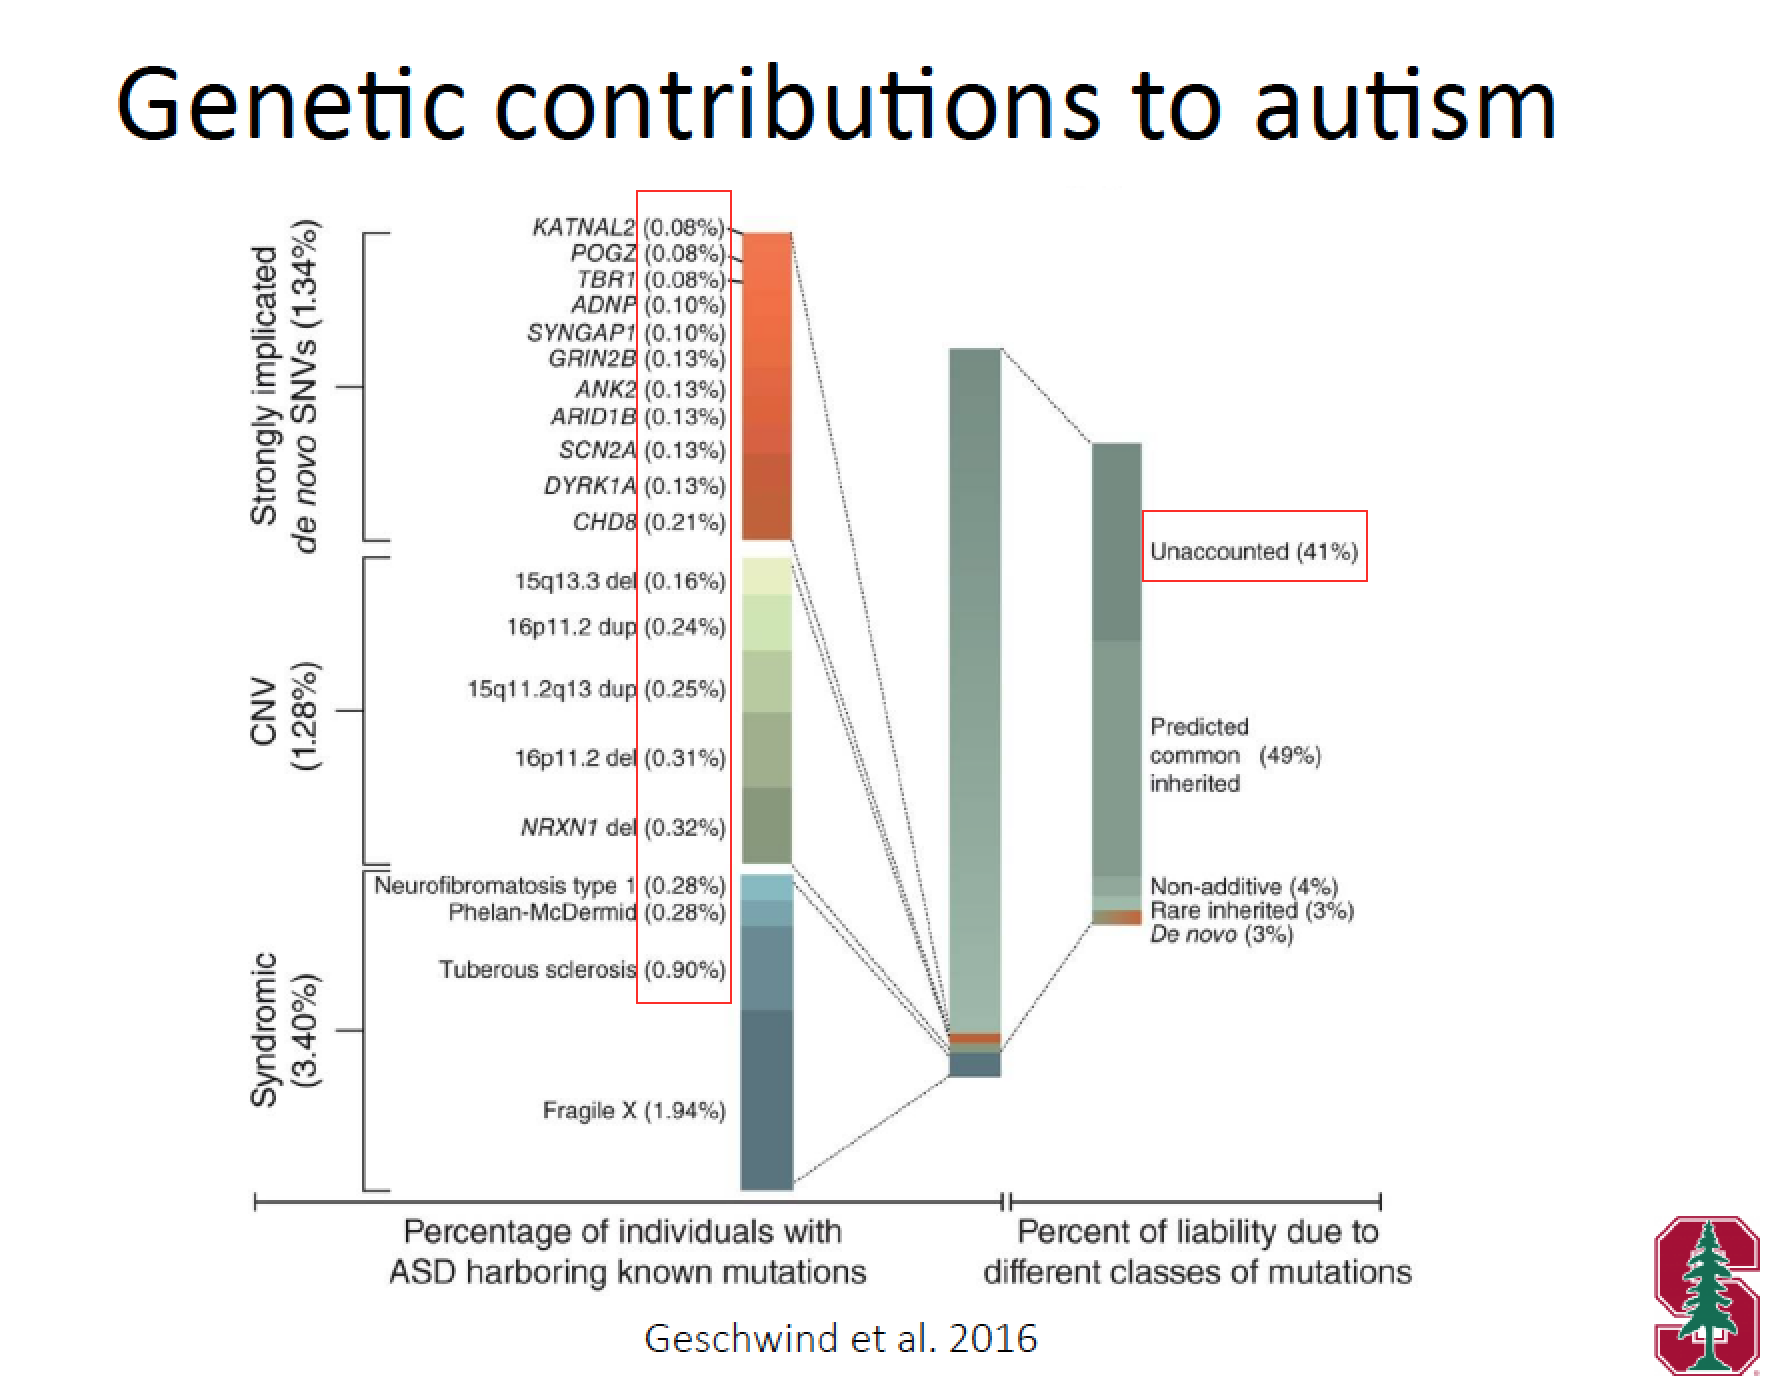 Genetic contributions to autism
Strongly implicated
de novo SNVs (1.34%)
KATNAL2 (0.08%)
POGZ (0.08%)
TBR1 (0.08%)
ADNP (0.10%)
SYNGAP1 (0.10%)
GRIN2B (0.13%)
ANK2 (0.13%)
ARID1B (0.13%)
SCN2A (0.13%)
DYRK1A (0.13%)
CHD8 (0.21%)
CNV
(1.28%)
15q13.3 del (0.16%)
16p11.2 dup (0.24%)
15q11.2q13 dup (0.25%)
16p11.2 del (0.31%)
NRXN1 del (0.32%)
Syndromic
(3.40%)
Neurofibromatosis type 1 (0.28%)
Phelan-McDermid (0.28%)
Tuberous sclerosis (0.90%)
Fragile X (1.94%)
Unaccounted (41%)
Predicted
common (49%)
inherited
Non-additive (4%)
Rare inherited (3%)
De novo (3%)
Percentage of individuals with
ASD harboring known mutations
Percent of liability due to
different classes of mutations
Geschwind et al. 2016
S